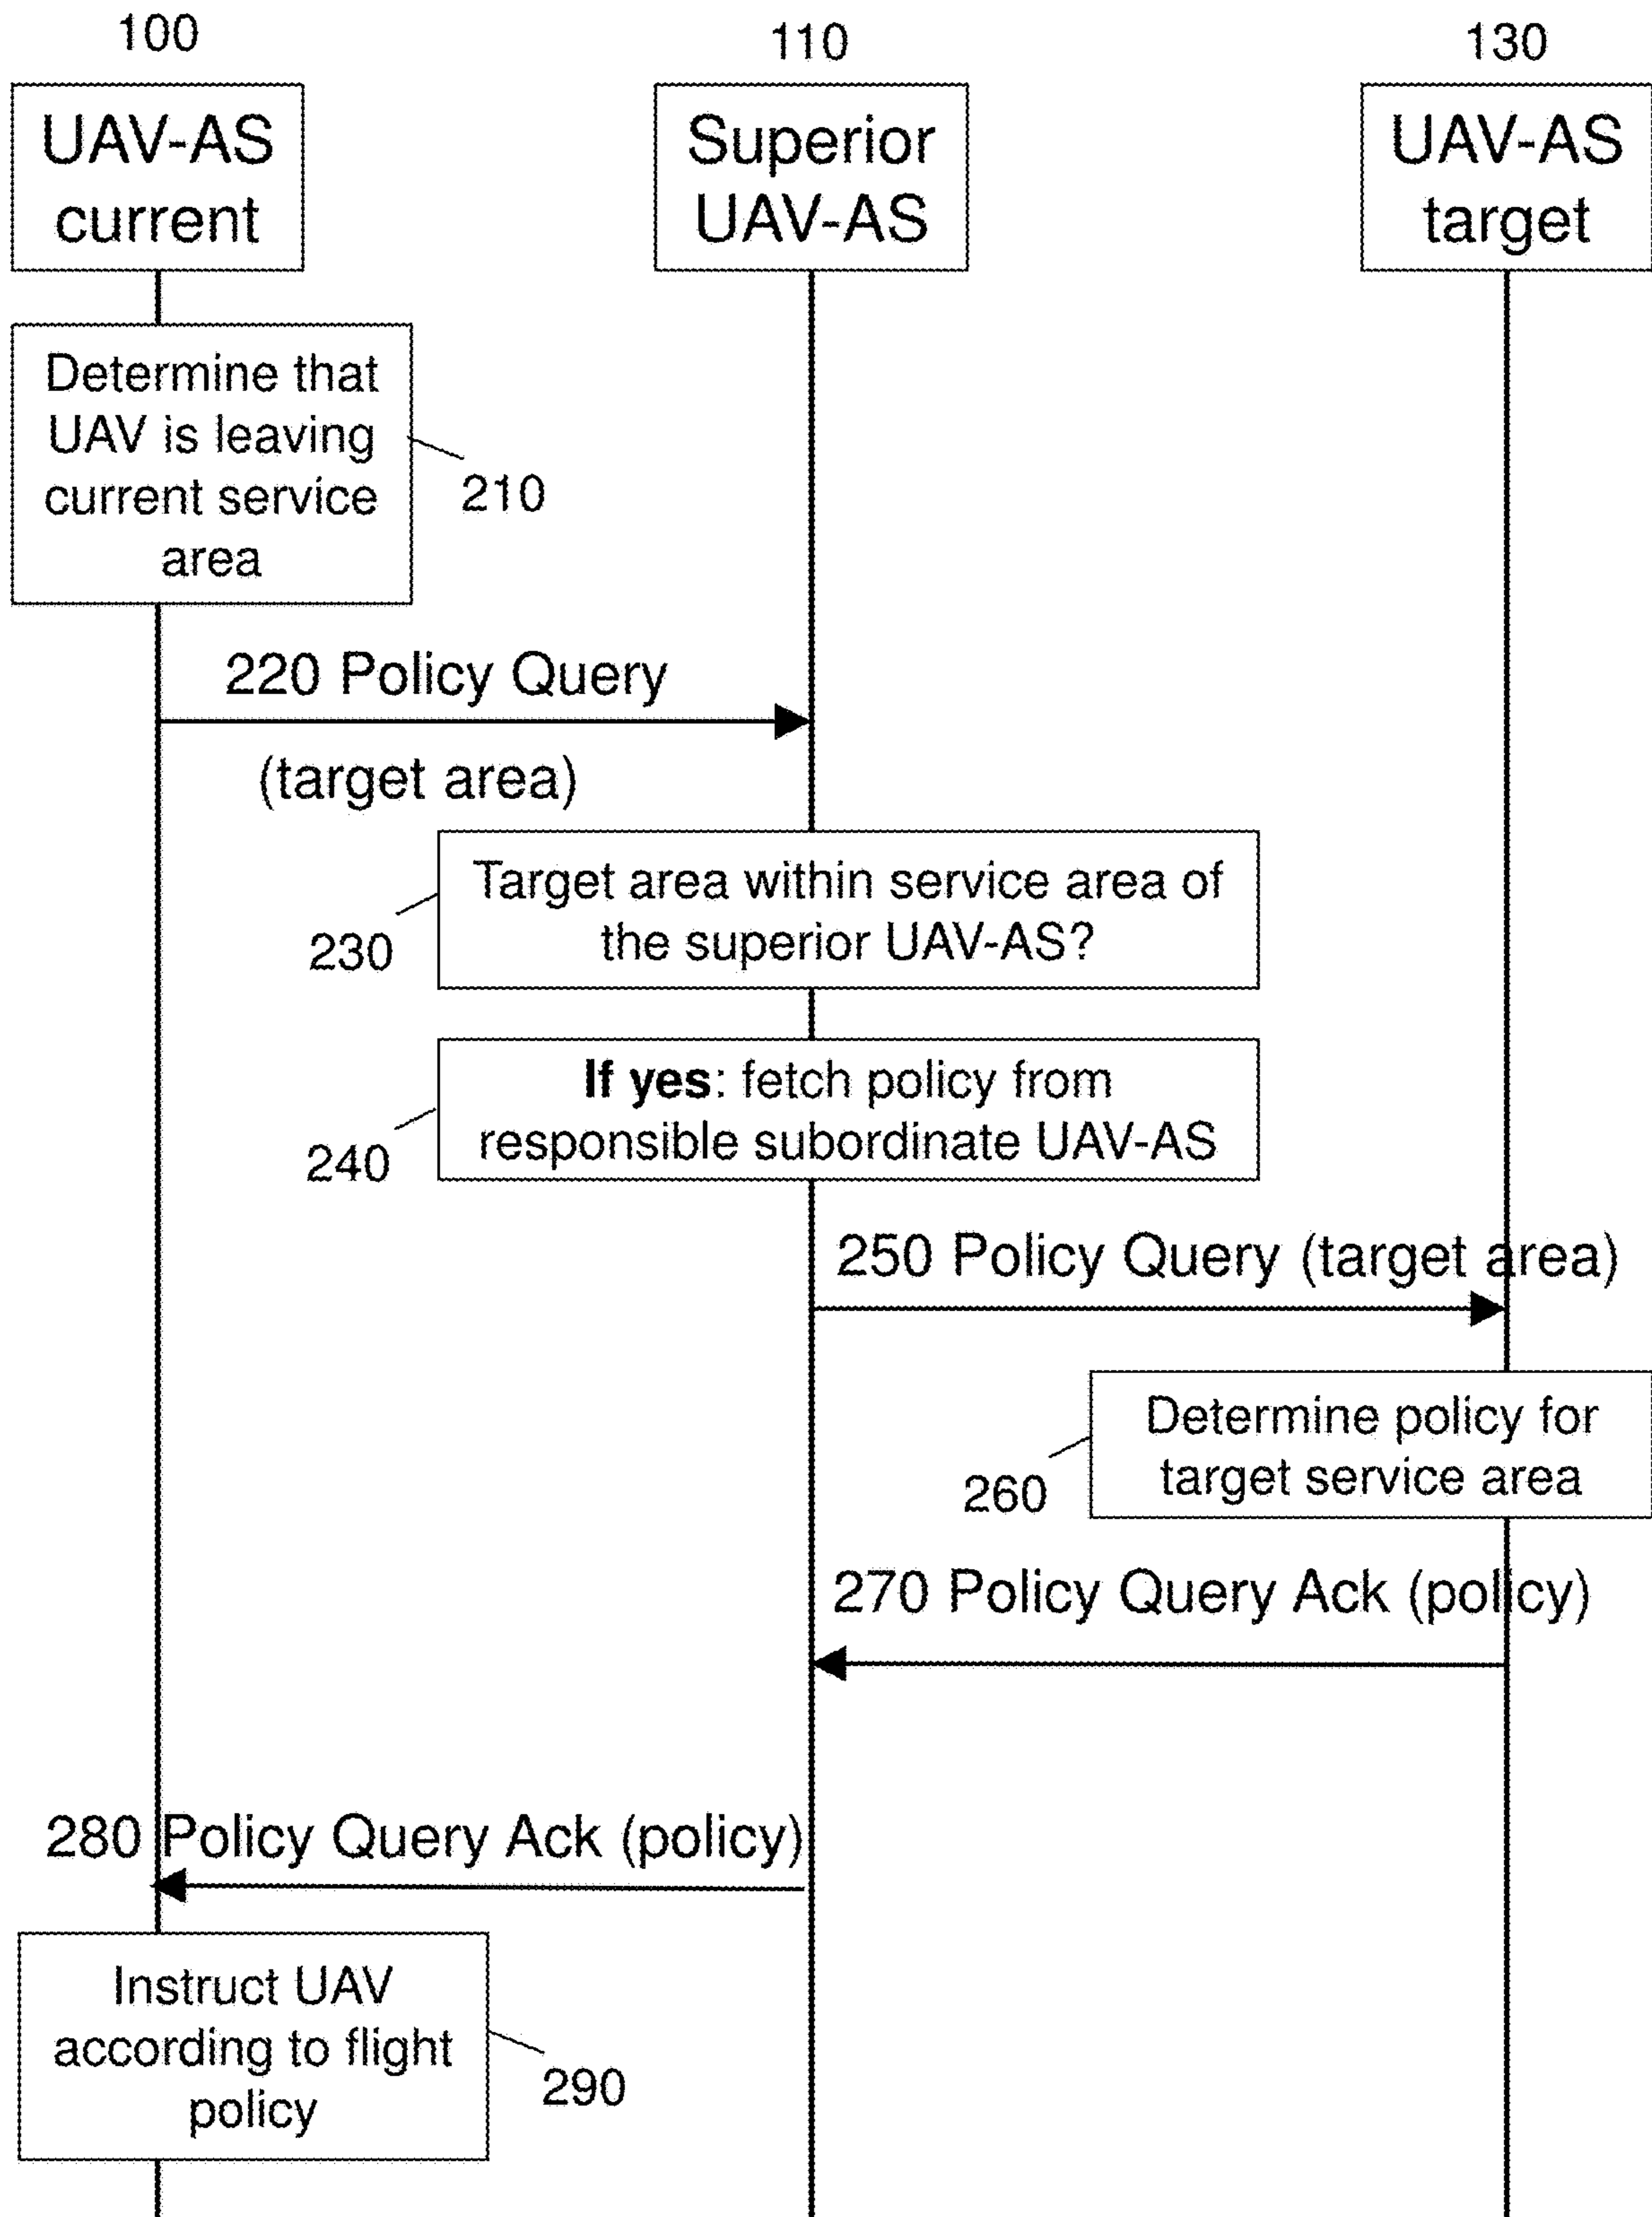 100
110
130
UAV-AS
current
Superior
UAV-AS
UAV-AS
target
Determine that
UAV is leaving
current service
area
210
220 Policy Query
(target area)
Target area within service area of
the superior UAV-AS?
230
If yes: fetch policy from
responsible subordinate UAV-AS
240
250 Policy Query (target area)
Determine policy for
target service area
260
270 Policy Query Ack (policy)
280 Policy Query Ack (policy)
Instruct UAV
according to flight
policy
290